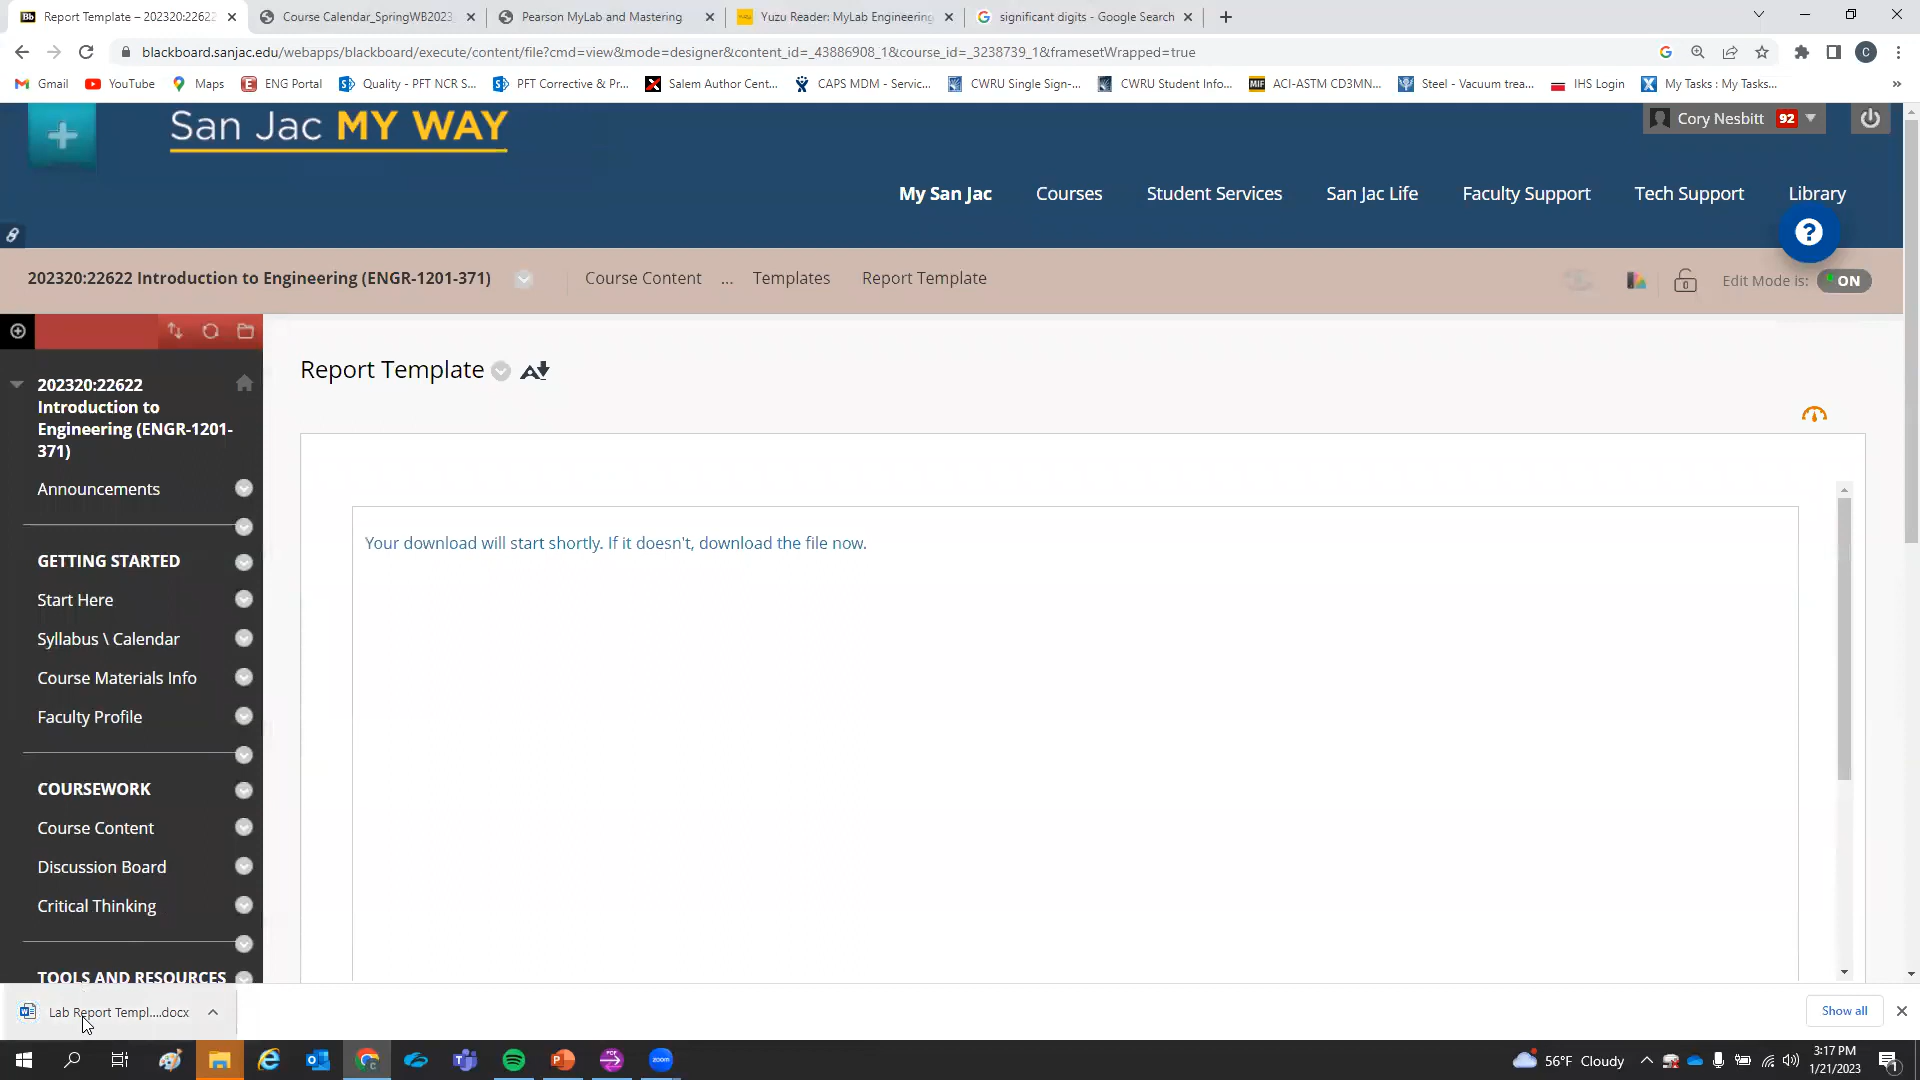 Report Template – 202320:22622
Course Calendar_SpringWB2023
Pearson MyLab and Mastering
Yuzu Reader: MyLab Engineering
significant digits - Google Search
blackboard.sanjac.edu/webapps/blackboard/execute/content/file?cmd=view&mode=designer&content_id=_43886908_1&course_id=_3238739_1&framesetWrapped=true
C
Gmail
YouTube
Maps
ENG Portal
Quality - PFT NCR S...
PFT Corrective & Pr...
Salem Author Cent...
CAPS MDM - Servic...
CWRU Single Sign-...
CWRU Student Info...
ACI-ASTM CD3MN...
Steel - Vacuum trea...
IHS Login
My Tasks : My Tasks...
San Jac MY WAY
Cory Nesbitt 92
My San Jac
Courses
Student Services
San Jac Life
Faculty Support
Tech Support
Library
?
202320:22622 Introduction to Engineering (ENGR-1201-371)
Course Content
...
Templates
Report Template
Edit Mode is:
ON
202320:22622
Introduction to
Engineering (ENGR-1201-
371)
Announcements
GETTING STARTED
Start Here
Syllabus \ Calendar
Course Materials Info
Faculty Profile
COURSEWORK
Course Content
Discussion Board
Critical Thinking
TOOLS AND RESOURCES
Report Template
Your download will start shortly. If it doesn't, download the file now.
Lab Report Templ....docx
Show all
56°F Cloudy
3:17 PM
1/21/2023